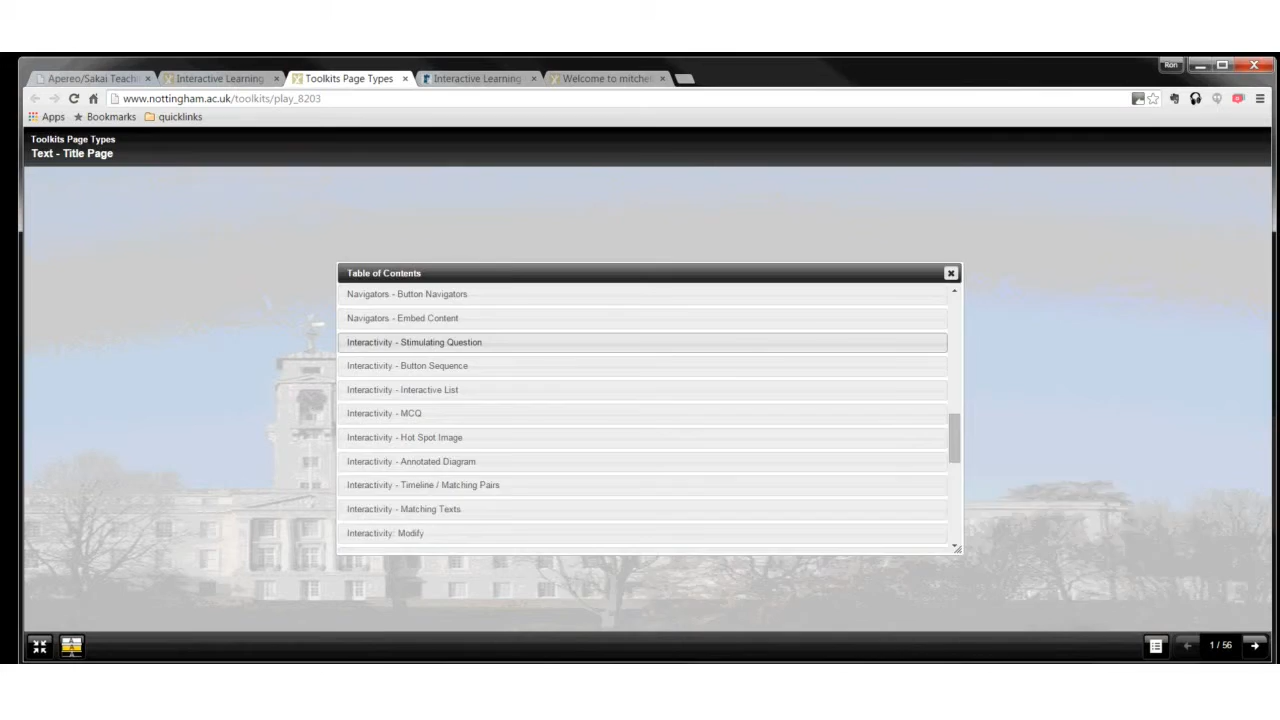 Ron
Apereo/Sakai Teachi
Interactive Learning
Toolkits Page Types
Interactive Learning
Welcome to mitchel
www.nottingham.ac.uk/toolkits/play_8203
Apps
Bookmarks
quicklinks
Toolkits Page Types
Text - Title Page
Table of Contents
Navigators - Button Navigators
Navigators - Embed Content
Interactivity - Stimulating Question
Interactivity - Button Sequence
Interactivity - Interactive List
Interactivity - MCQ
Interactivity - Hot Spot Image
Interactivity - Annotated Diagram
Interactivity - Timeline / Matching Pairs
Interactivity - Matching Texts
Interactivity: Modify
1 / 56